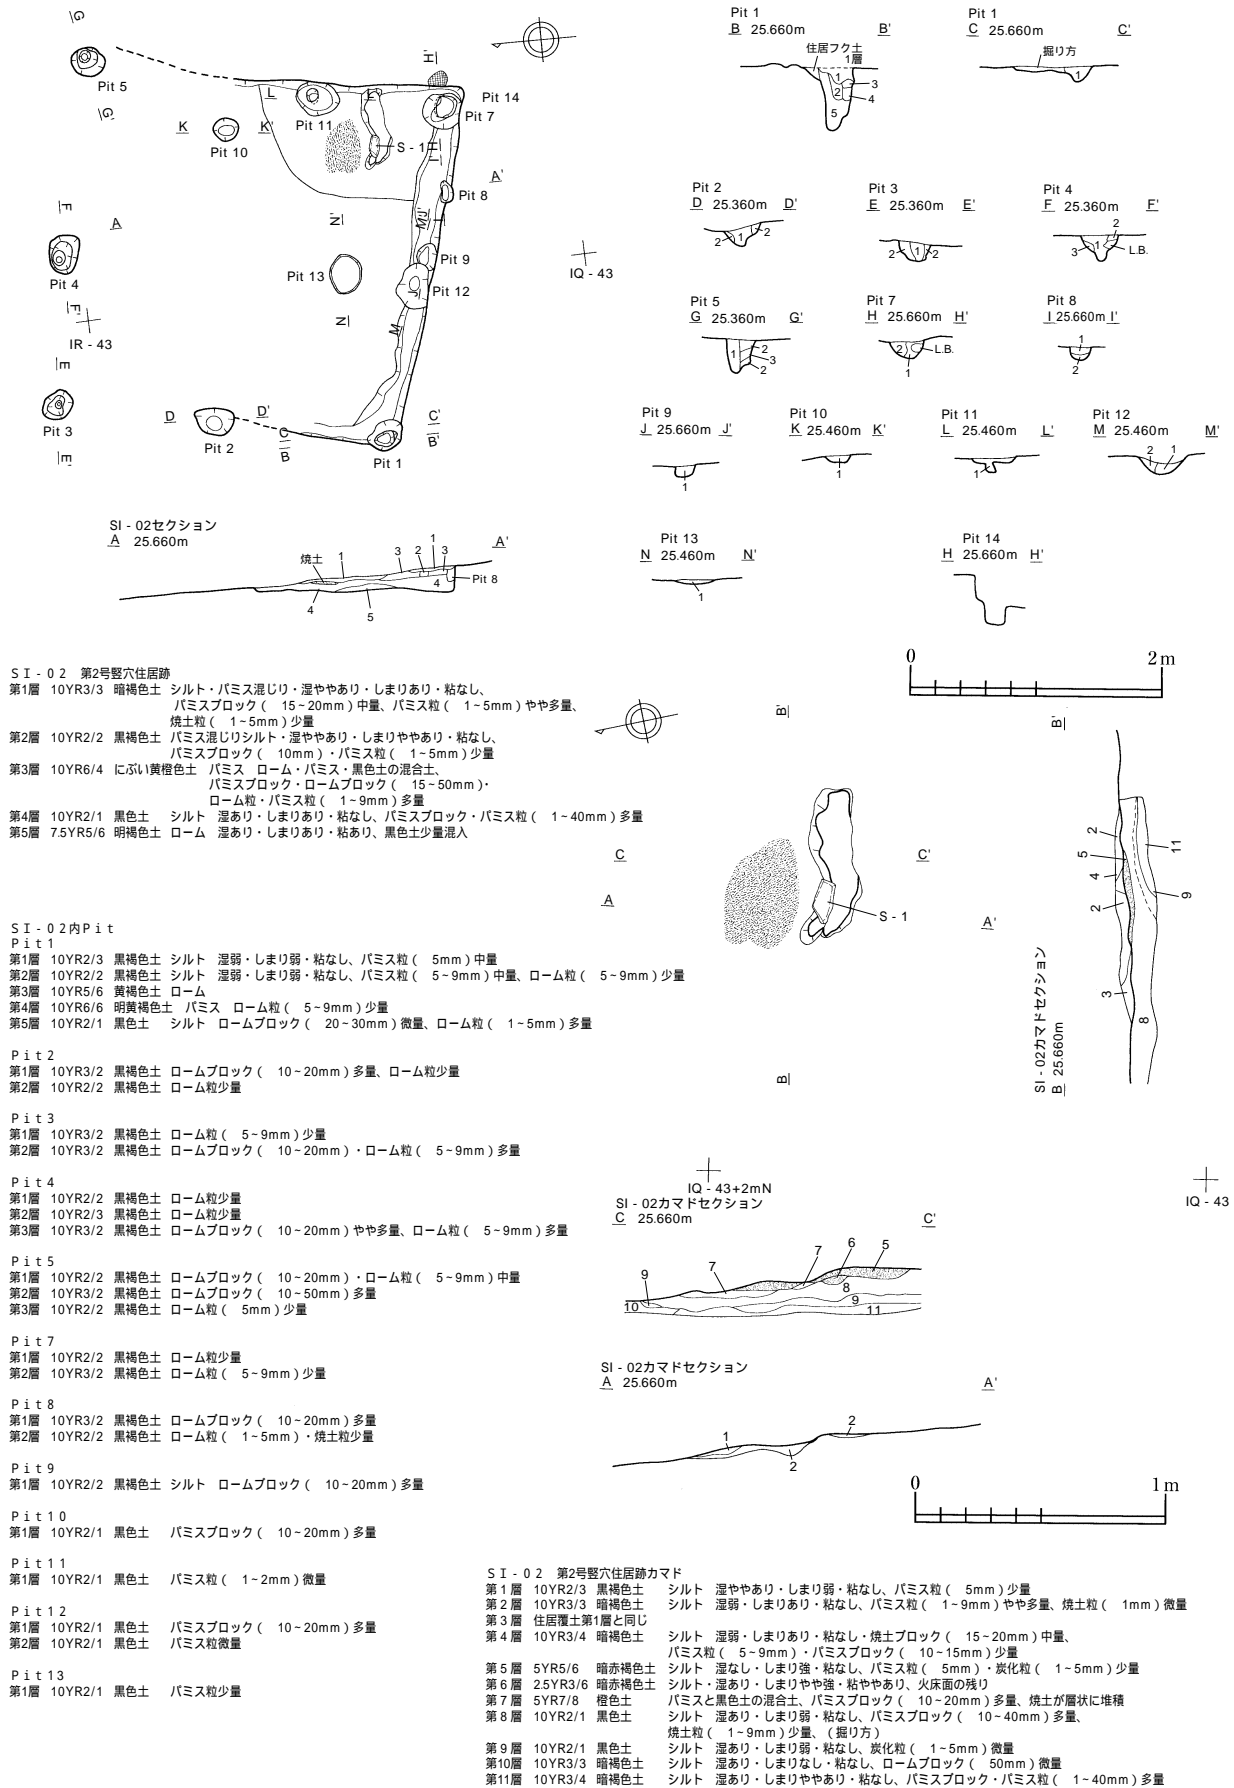 G
Pit 5
G'
K
K'
Pit 10
L
L'
Pit 11
H'
Pit 14
Pit 7
S - 1
H
I
I'
A'
Pit 8
M'
J'
N'
Pit 9
Pit 13
Pit 12
J
N
M
F
A
Pit 4
F'
IR - 43
IQ - 43
E
Pit 3
E'
D
D'
Pit 2
C
B
C'
B'
Pit 1
Pit 1
B 25.660m B'
住居フク土
1層
1
2
3
4
5
Pit 1
C 25.660m C'
掘り方
1
Pit 2
D 25.360m D'
2 1 2
Pit 3
E 25.360m E'
2 1 2
Pit 4
F 25.360m F'
2
3 1 L.B.
Pit 5
G 25.360m G'
1 2
3
2
Pit 7
H 25.660m H'
2 L.B.
1
Pit 8
I 25.660m I'
1
2
Pit 9
J 25.660m J'
1
Pit 10
K 25.460m K'
1
Pit 11
L 25.460m L'
1
Pit 12
M 25.460m M'
2 1
Pit 13
N 25.460m N'
1
Pit 14
H 25.660m H'
SI - 02セクション
A 25.660m A'
焼土 1 3 2 1 3
4 Pit 8
4 5
0 2m
SI-02 第2号竪穴住居跡
第1層 10YR3/3 暗褐色土 シルト・パミス混じり・湿ややあり・しまりあり・粘なし、
パミスブロック( 15~20mm)中量、パミス粒( 1~5mm)やや多量、
焼土粒( 1~5mm)少量
第2層 10YR2/2 黒褐色土 パミス混じりシルト・湿ややあり・しまりややあり・粘なし、
パミスブロック( 10mm)・パミス粒( 1~5mm)少量
第3層 10YR6/4 にぶい黄橙色土 パミス ローム・パミス・黒色土の混合土、
パミスブロック・ロームブロック( 15~50mm)・
ローム粒・パミス粒( 1~9mm)多量
第4層 10YR2/1 黒色土 シルト 湿あり・しまりあり・粘なし、パミスブロック・パミス粒( 1~40mm)多量
第5層 7.5YR5/6 明褐色土 ローム 湿あり・しまりあり・粘あり、黒色土少量混入
SI-02内Pit
Pit1
第1層 10YR2/3 黒褐色土 シルト 湿弱・しまり弱・粘なし、パミス粒( 5mm)中量
第2層 10YR2/2 黒褐色土 シルト 湿弱・しまり弱・粘なし、パミス粒( 5~9mm)中量、ローム粒( 5~9mm)少量
第3層 10YR5/6 黄褐色土 ローム
第4層 10YR6/6 明黄褐色土 パミス ローム粒( 5~9mm)少量
第5層 10YR2/1 黒色土 シルト ロームブロック( 20~30mm)微量、ローム粒( 1~5mm)多量
Pit2
第1層 10YR3/2 黒褐色土 ロームブロック( 10~20mm)多量、ローム粒少量
第2層 10YR2/2 黒褐色土 ローム粒少量
Pit3
第1層 10YR3/2 黒褐色土 ローム粒( 5~9mm)少量
第2層 10YR3/2 黒褐色土 ロームブロック( 10~20mm)・ローム粒( 5~9mm)多量
Pit4
第1層 10YR2/2 黒褐色土 ローム粒少量
第2層 10YR2/3 黒褐色土 ローム粒少量
第3層 10YR3/2 黒褐色土 ロームブロック( 10~20mm)やや多量、ローム粒( 5~9mm)多量
Pit5
第1層 10YR2/2 黒褐色土 ロームブロック( 10~20mm)・ローム粒( 5~9mm)中量
第2層 10YR3/2 黒褐色土 ロームブロック( 10~50mm)多量
第3層 10YR2/2 黒褐色土 ローム粒( 5mm)少量
Pit7
第1層 10YR2/2 黒褐色土 ローム粒少量
第2層 10YR3/2 黒褐色土 ローム粒( 5~9mm)少量
Pit8
第1層 10YR3/2 黒褐色土 ロームブロック( 10~20mm)多量
第2層 10YR2/2 黒褐色土 ローム粒( 1~5mm)・焼土粒少量
Pit9
第1層 10YR2/2 黒褐色土 シルト ロームブロック( 10~20mm)多量
Pit10
第1層 10YR2/1 黒色土 パミスブロック( 10~20mm)多量
Pit11
第1層 10YR2/1 黒色土 パミス粒( 1~2mm)微量
Pit12
第1層 10YR2/1 黒色土 パミスブロック( 10~20mm)多量
第2層 10YR2/1 黒色土 パミス粒微量
Pit13
第1層 10YR2/1 黒色土 パミス粒少量
B'
C
C'
A
A'
S - 1
B
B'
2
5
4
2
3
11
9
8
SI - 02カマドセクション
B 25.660m
IQ - 43+2mN
IQ - 43
SI - 02カマドセクション
C 25.660m C'
9 7 7 6 5
8
10 9
11
SI - 02カマドセクション
A 25.660m A'
1 2
2
0 1m
SI-02 第2号竪穴住居跡カマド
第1層 10YR2/3 黒褐色土 シルト 湿ややあり・しまり弱・粘なし、パミス粒( 5mm)少量
第2層 10YR3/3 暗褐色土 シルト 湿弱・しまりあり・粘なし、パミス粒( 1~9mm)やや多量、焼土粒( 1mm)微量
第3層 住居覆土第1層と同じ
第4層 10YR3/4 暗褐色土 シルト 湿弱・しまりあり・粘なし・焼土ブロック( 15~20mm)中量、
パミス粒( 5~9mm)・パミスブロック( 10~15mm)少量
第5層 5YR5/6 暗赤褐色土 シルト 湿なし・しまり強・粘なし、パミス粒( 5mm)・炭化粒( 1~5mm)少量
第6層 2.5YR3/6 暗赤褐色土 シルト・湿あり・しまりやや強・粘ややあり、火床面の残り
第7層 5YR7/8 橙色土 パミスと黒色土の混合土、パミスブロック( 10~20mm)多量、焼土が層状に堆積
第8層 10YR2/1 黒色土 シルト 湿あり・しまり弱・粘なし、パミスブロック( 10~40mm)多量、
焼土粒( 1~9mm)少量、(掘り方)
第9層 10YR2/1 黒色土 シルト 湿あり・しまり弱・粘なし、炭化粒( 1~5mm)微量
第10層 10YR3/3 暗褐色土 シルト 湿あり・しまりなし・粘なし、ロームブロック( 50mm)微量
第11層 10YR3/4 暗褐色土 シルト 湿あり・しまりややあり・粘なし、パミスブロック・パミス粒( 1~40mm)多量